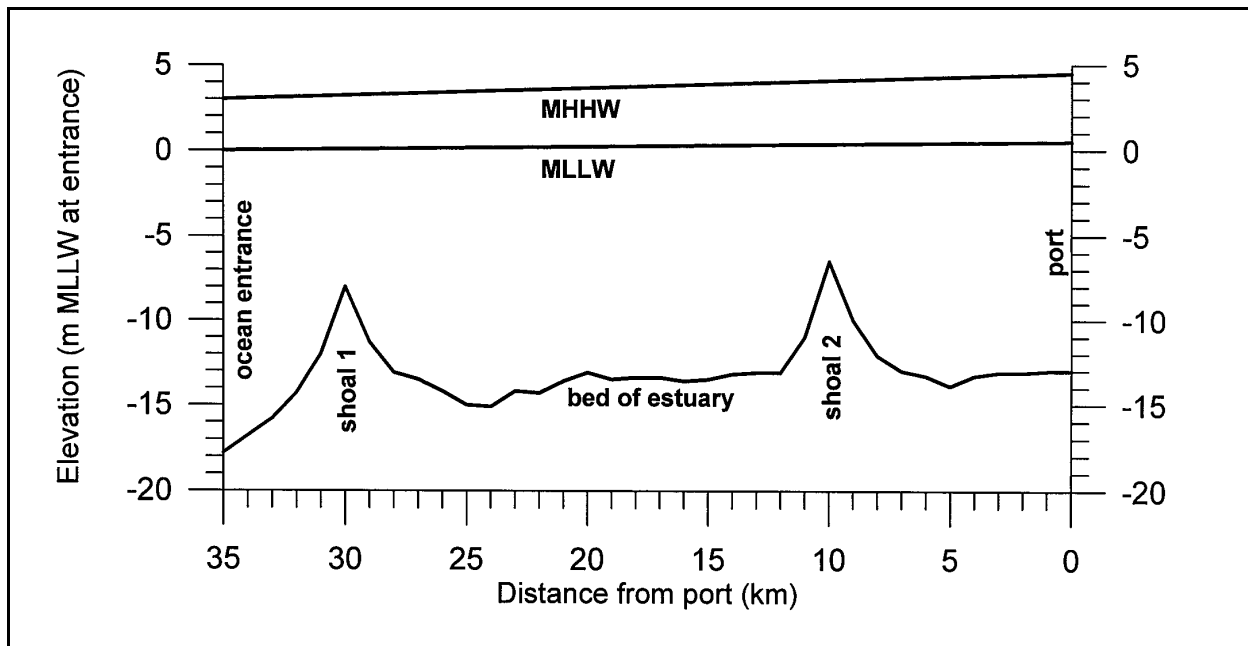 Elevation (m MLLW at entrance)
5
0
-5
-10
-15
-20
MHHW
MLLW
ocean entrance
shoal 1
bed of estuary
shoal 2
port
5
0
-5
-10
-15
-20
35
30
25
20
15
10
5
0
Distance from port (km)